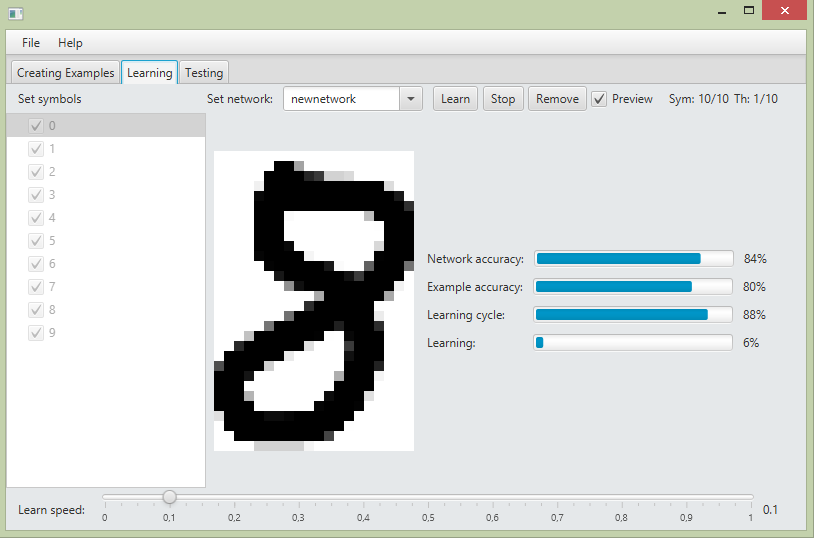 File Help
Creating Examples Learning Testing
Set symbols Set network: newnetwork Learn Stop Remove Preview Sym: 10/10 Th: 1/10
0
1
2
3
4
5
6
7
8
9
8
Network accuracy: 84%
Example accuracy: 80%
Learning cycle: 88%
Learning: 6%
Learn speed: 0.1
0 0,1 0,2 0,3 0,4 0,5 0,6 0,7 0,8 0,9 1